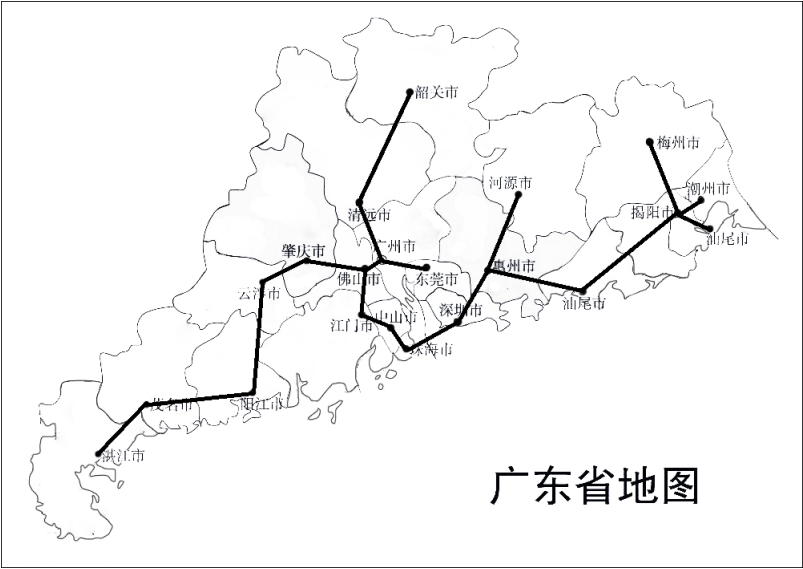 韶关市
梅州市
河源市
潮州市
清远市
揭阳市
汕尾市
广州市
肇庆市
惠州市
佛山市
东莞市
云浮市
汕尾市
深圳市
江门市
中山市
珠海市
茂名市
阳江市
湛江市
广东省地图